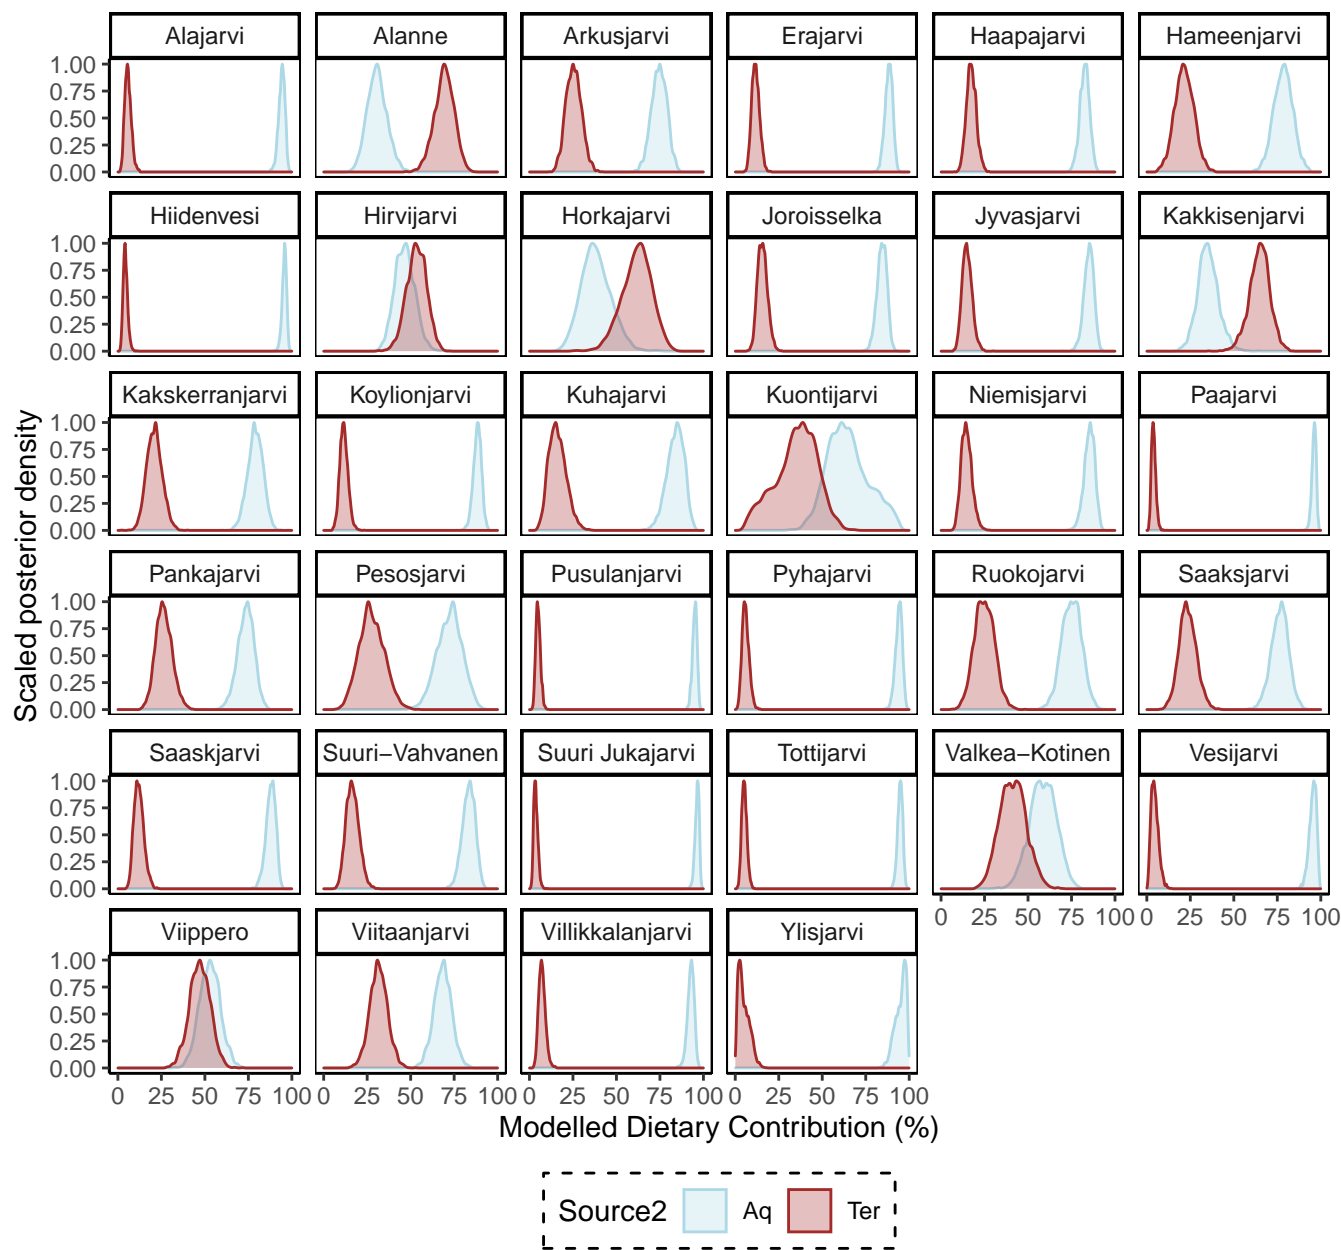 Alajarvi Alanne Arkusjarvi Erajarvi Haapajarvi Hameenjarvi
1.00
0.75
0.50
0.25
0.00
Hiidenvesi Hirvijarvi Horkajarvi Joroisselka Jyvasjarvi Kakkisenjarvi
1.00
0.75
0.50
0.25
0.00
Kakskerranjarvi Koylionjarvi Kuhajarvi Kuontijarvi Niemisjarvi Paajarvi
1.00
0.75
0.50
0.25
0.00
Scaled posterior density
Pankajarvi Pesosjarvi Pusulanjarvi Pyhajarvi Ruokojarvi Saaksjarvi
1.00
0.75
0.50
0.25
0.00
Saaskjarvi Suuri−Vahvanen Suuri Jukajarvi Tottijarvi Valkea−Kotinen Vesijarvi
1.00
0.75
0.50
0.25
0.00
0 25 50 75 100 0 25 50 75 100
Viippero Viitaanjarvi Villikkalanjarvi Ylisjarvi
1.00
0.75
0.50
0.25
0.00
0 25 50 75 100 0 25 50 75 100 0 25 50 75 100 0 25 50 75 100
Modelled Dietary Contribution (%)
Source2 Aq Ter